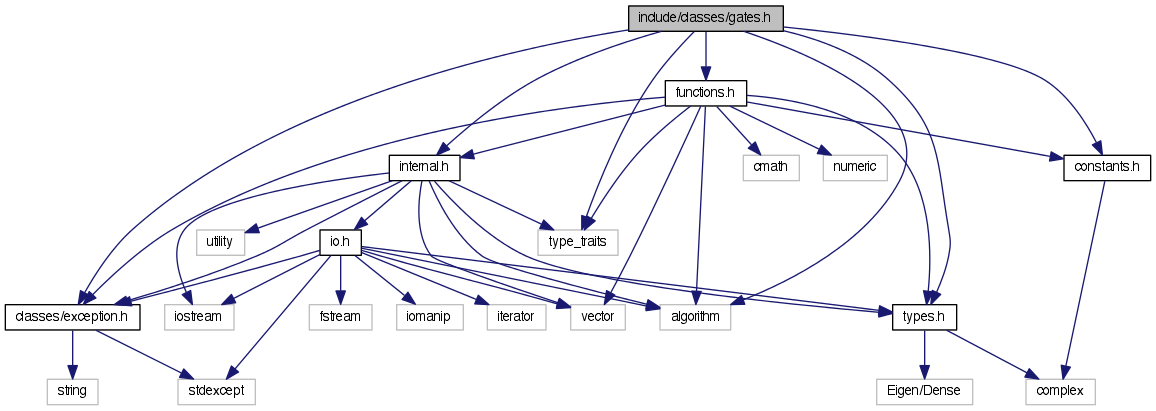 include/classes/gates.h
functions.h
internal.h
cmath
numeric
constants.h
utility
io.h
type_traits
classes/exception.h
iostream
fstream
iomanip
iterator
vector
algorithm
types.h
string
stdexcept
Eigen/Dense
complex